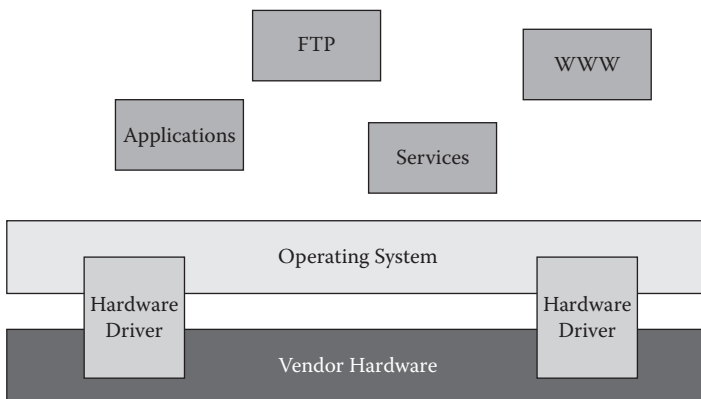 FTP
WWW
Applications
Services
Operating System
Hardware
Driver
Hardware
Driver
Vendor Hardware